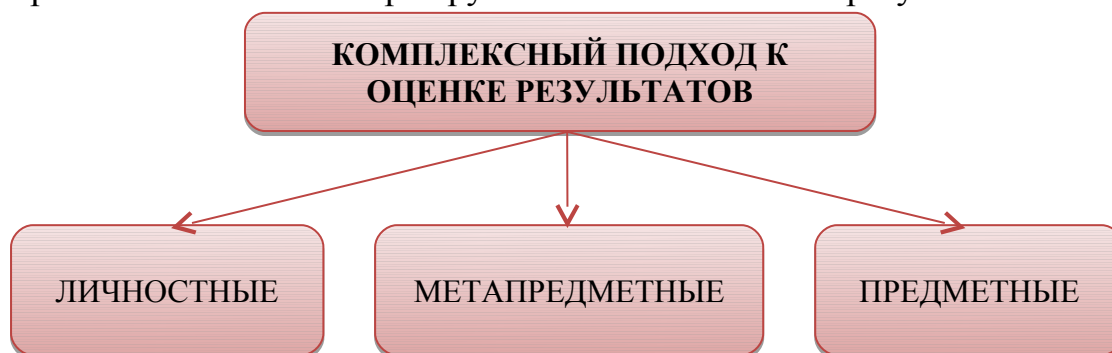 КОМПЛЕКСНЫЙ ПОДХОД К
ОЦЕНКЕ РЕЗУЛЬТАТОВ
ЛИЧНОСТНЫЕ
МЕТАПРЕДМЕТНЫЕ
ПРЕДМЕТНЫЕ